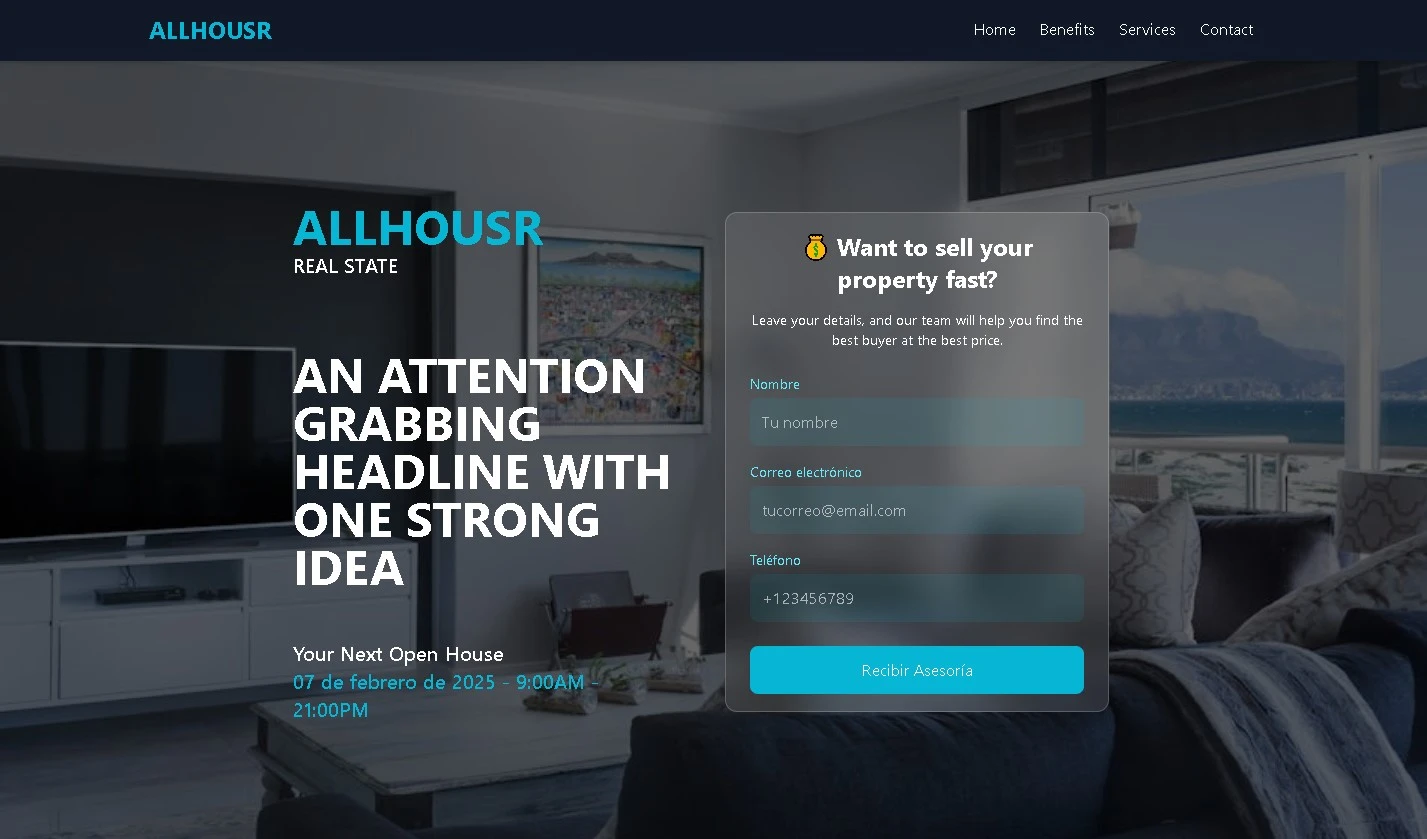 ALLHOUSR
Home Benefits Services Contact
ALLHOUSR
REAL STATE
AN ATTENTION
GRABBING
HEADLINE WITH
ONE STRONG
IDEA
Your Next Open House
07 de febrero de 2025 - 9:00AM -
21:00PM
💰 Want to sell your
property fast?
Leave your details, and our team will help you find the
best buyer at the best price.
Nombre
Tu nombre
Correo electrónico
tucorreo@email.com
Teléfono
+123456789
Recibir Asesoría